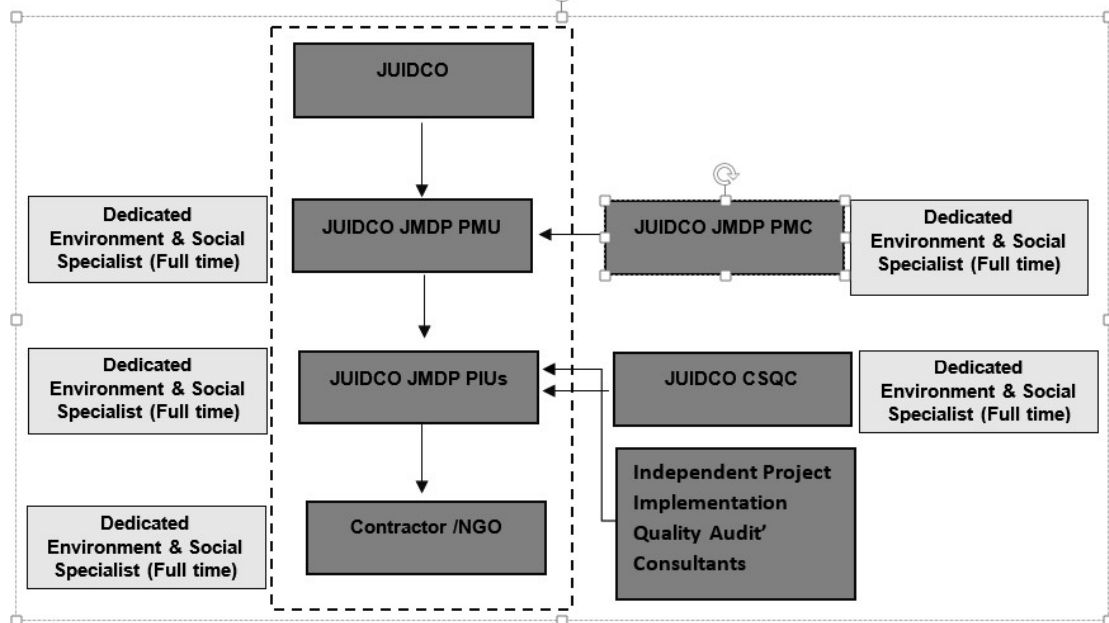 JUIDCO
Dedicated
Environment & Social
Specialist (Full time)
JUIDCO JMDP PMU
JUIDCO JMDP PMC
Dedicated
Environment & Social
Specialist (Full time)
Dedicated
Environment & Social
Specialist (Full time)
JUIDCO JMDP PIUs
JUIDCO CSQC
Dedicated
Environment & Social
Specialist (Full time)
Independent Project
Implementation
Quality Audit’
Consultants
Dedicated
Environment & Social
Specialist (Full time)
Contractor /NGO